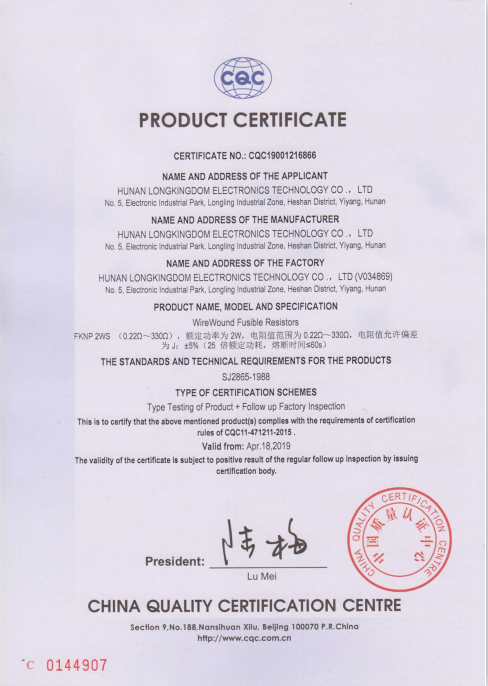 CQC
PRODUCT CERTIFICATE
CERTIFICATE NO.: CQC19001216866
NAME AND ADDRESS OF THE APPLICANT
HUNAN LONGKINGDOM ELECTRONICS TECHNOLOGY CO .，LTD
No. 5, Electronic Industrial Park, Longling Industrial Zone, Heshan District, Yiyang, Hunan
NAME AND ADDRESS OF THE MANUFACTURER
HUNAN LONGKINGDOM ELECTRONICS TECHNOLOGY CO .，LTD
No. 5, Electronic Industrial Park, Longling Industrial Zone, Heshan District, Yiyang, Hunan
NAME AND ADDRESS OF THE FACTORY
HUNAN LONGKINGDOM ELECTRONICS TECHNOLOGY CO .，LTD (V034869)
No. 5, Electronic Industrial Park, Longling Industrial Zone, Heshan District, Yiyang, Hunan
PRODUCT NAME, MODEL AND SPECIFICATION
WireWound Fusible Resistors
FKNP 2WS （0.22Ω～330Ω），额定功率为 2W，电阻值范围为 0.22Ω～330Ω，电阻值允许偏差
为 J：±5%（25 倍额定功耗，熔断时间≤60s）
THE STANDARDS AND TECHNICAL REQUIREMENTS FOR THE PRODUCTS
SJ2865-1988
TYPE OF CERTIFICATION SCHEMES
Type Testing of Product + Follow up Factory Inspection
This is to certify that the above mentioned product(s) complies with the requirements of certification
rules of CQC11-471211-2015 .
Valid from: Apr.18,2019
The validity of the certificate is subject to positive result of the regular follow up inspection by issuing
certification body.
陆梅
President:
Lu Mei
CHINA QUALITY CERTIFICATION CENTRE
中国质量认证中心
CHINA QUALITY CERTIFICATION CENTRE
Section 9,No.188,Nansihuan Xilu, Beijing 100070 P.R.China
http://www.cqc.com.cn
C 0144907